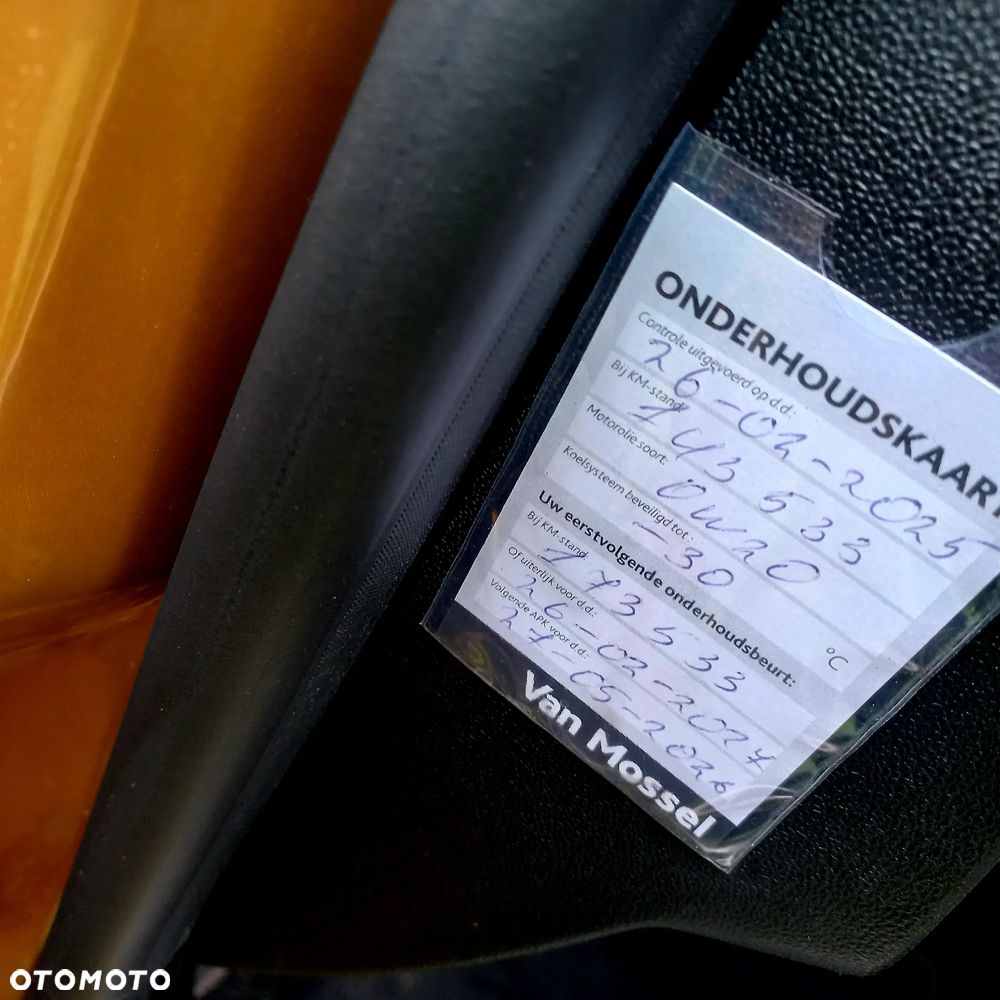 ONDERHOUDSKAART
Controle uitgevoerd op d.d.:
26-02-2025
Bij KM-stand:
143 533
Motorolie soort:
0W20
Koelsysteem beveiligd tot:
-30 °C
Uw eerstvolgende onderhoudsbeurt:
Bij KM-stand
173 533
Of uiterlijk voor d.d.:
26-02-2027
Volgende APK voor d.d.:
27-05-2026
Van Mossel
OTOMOTO